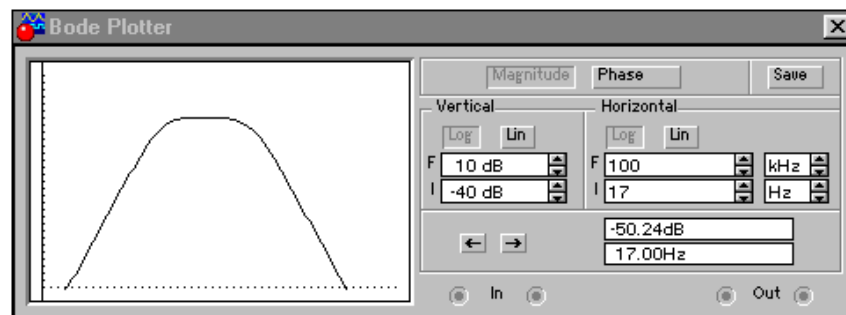 Bode Plotter
Magnitude Phase Save
Vertical Horizontal
Log Lin Log Lin
F 10 dB F 100 kHz
I -40 dB I 17 Hz
← → -50.24dB
17.00Hz
In Out